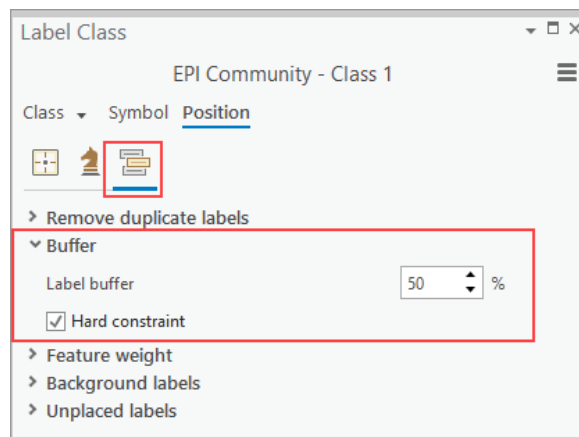 Label Class
EPI Community - Class 1
Class Symbol Position
Remove duplicate labels
Buffer
Label buffer 50 %
Hard constraint
Feature weight
Background labels
Unplaced labels